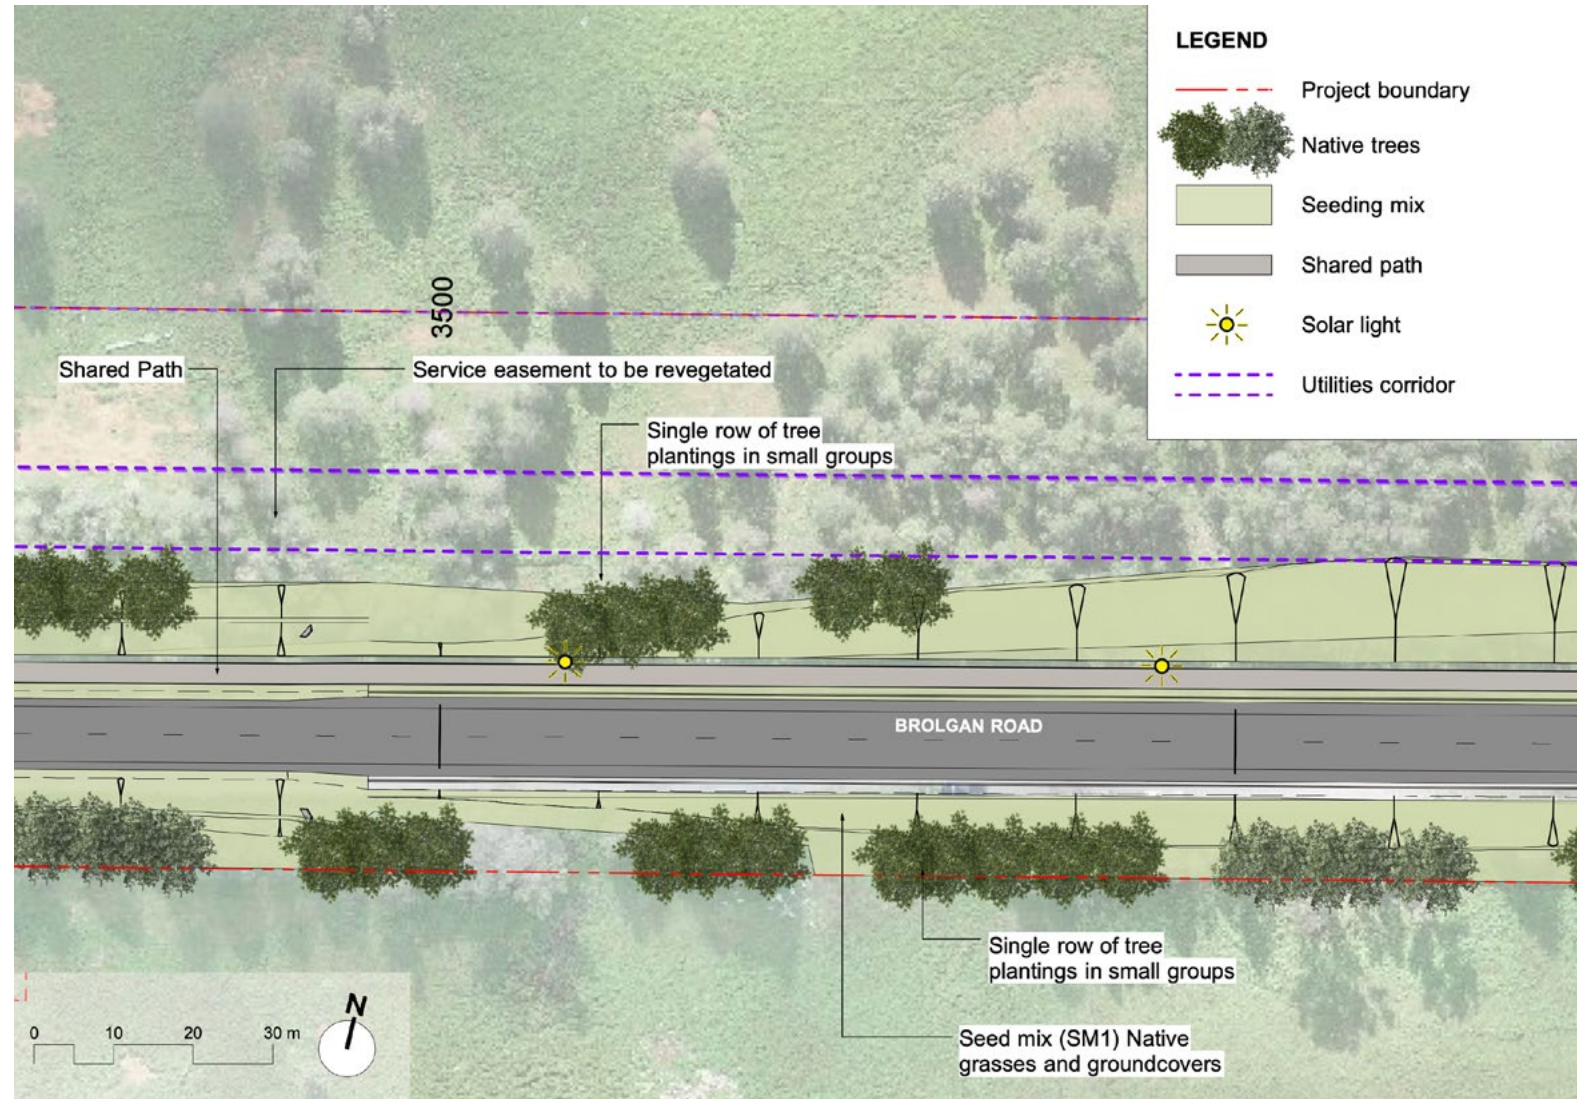 LEGEND
Project boundary
Native trees
Seeding mix
Shared path
Solar light
Utilities corridor
3500
Shared Path
Service easement to be revegetated
Single row of tree
plantings in small groups
BROLGAN ROAD
Single row of tree
plantings in small groups
Seed mix (SM1) Native
grasses and groundcovers
0 10 20 30 m
N